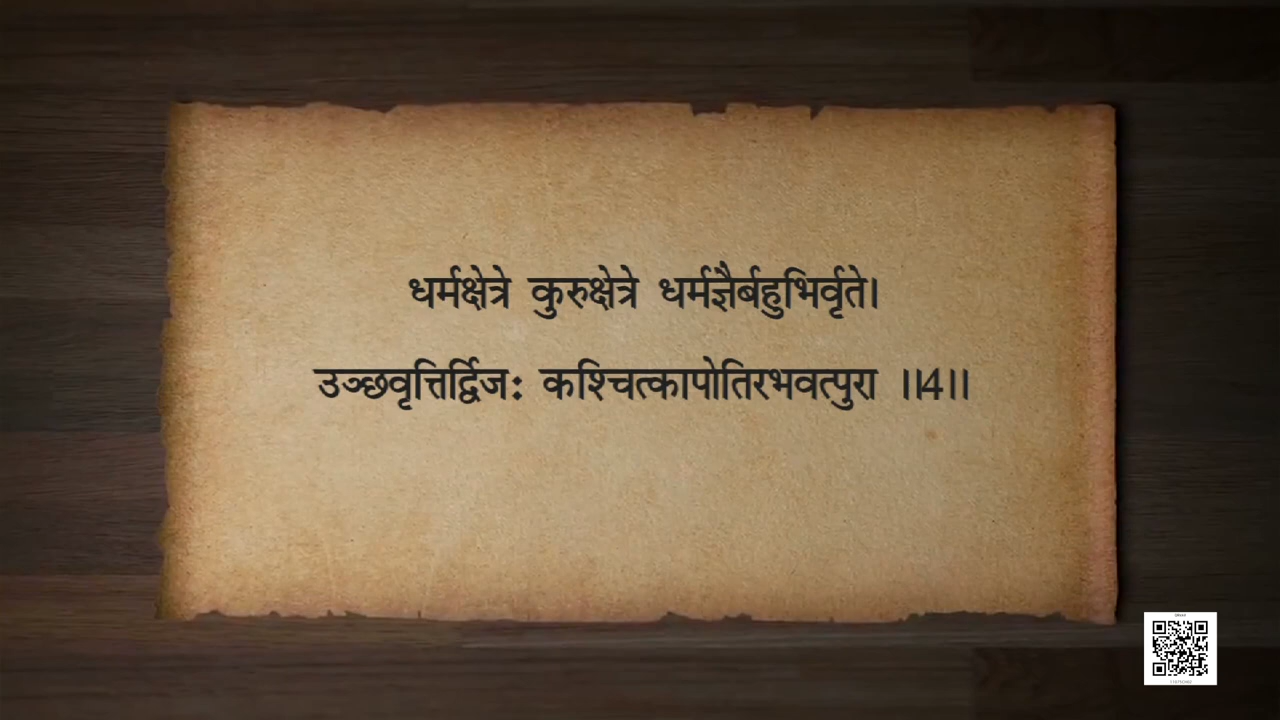 धर्मक्षेत्रे कुरुक्षेत्रे धर्मज्ञैर्बहुभिर्वृते।
उञ्छवृत्तिर्द्विजः कश्चित्कापोतिरभवत्पुरा ।।4।।